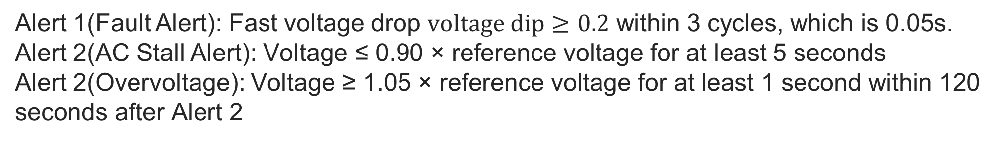 Alert 1(Fault Alert): Fast voltage drop voltage dip ≥ 0.2 within 3 cycles, which is 0.05s.
Alert 2(AC Stall Alert): Voltage ≤ 0.90 × reference voltage for at least 5 seconds
Alert 2(Overvoltage): Voltage ≥ 1.05 × reference voltage for at least 1 second within 120
seconds after Alert 2